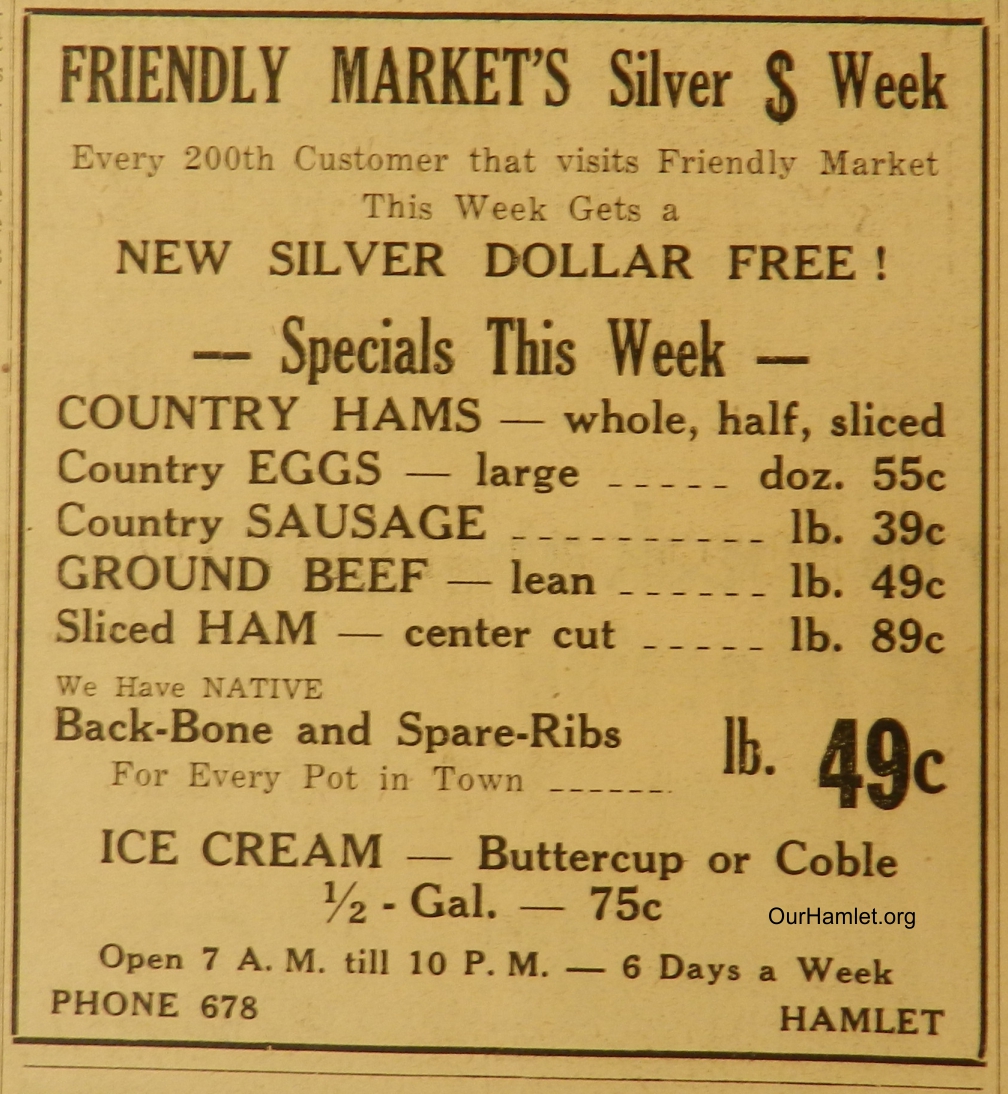 FRIENDLY MARKET'S Silver $ Week
Every 200th Customer that visits Friendly Market
This Week Gets a
NEW SILVER DOLLAR FREE !
— Specials This Week —
COUNTRY HAMS — whole, half, sliced
Country EGGS — large _ _ _ _ _ doz. 55c
Country SAUSAGE _ _ _ _ _ _ _ _ _ _ lb. 39c
GROUND BEEF — lean _ _ _ _ _ _ lb. 49c
Sliced HAM — center cut _ _ _ _ _ lb. 89c
We Have NATIVE
Back-Bone and Spare-Ribs lb. 49c
For Every Pot in Town _ _ _ _ _ _.
ICE CREAM — Buttercup or Coble
½ - Gal. — 75c
OurHamlet.org
Open 7 A. M. till 10 P. M. — 6 Days a Week
PHONE 678 HAMLET